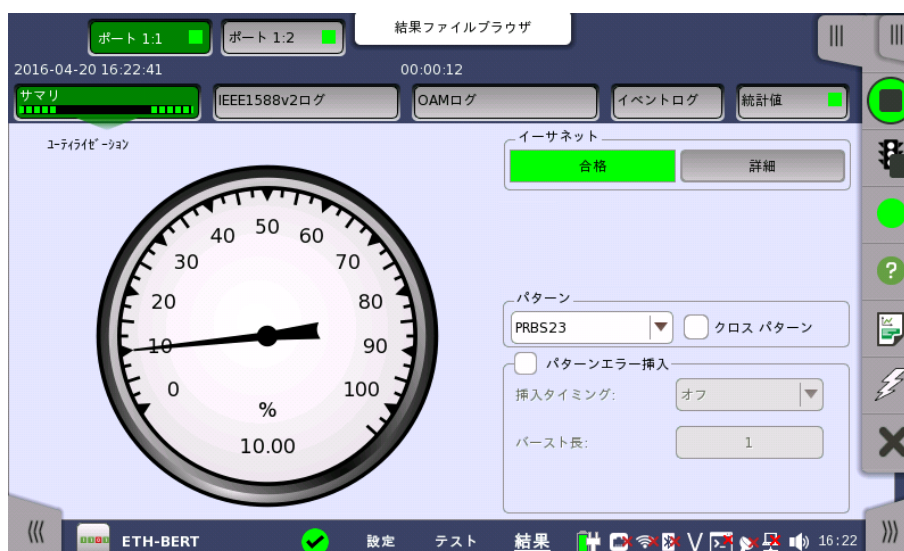 ポート 1:1
ポート 1:2
結果ファイルブラウザ
2016-04-20 16:22:41
00:00:12
サマリ
IEEE1588v2ログ
OAMログ
イベントログ
統計値
ユーティライゼーション
イーサネット
合格
詳細
0
10
20
30
40
50
60
70
80
90
100
%
10.00
パターン
PRBS23
クロス パターン
パターンエラー挿入
挿入タイミング:
オフ
バースト長:
1
ETH-BERT
設定
テスト
結果
16:22